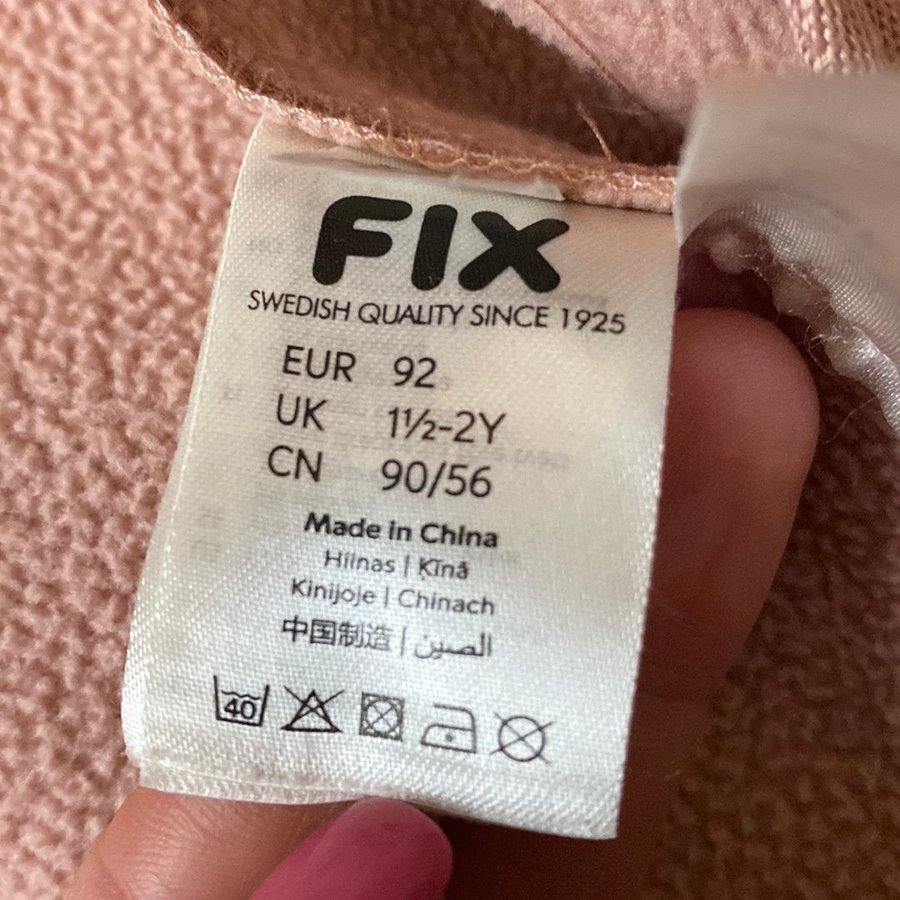 FIX
SWEDISH QUALITY SINCE 1925
EUR 92
UK 1½-2Y
CN 90/56
Made in China
Hiinas | Ķīnā
Kinijoje | Chinach
中国制造 | الصين
40